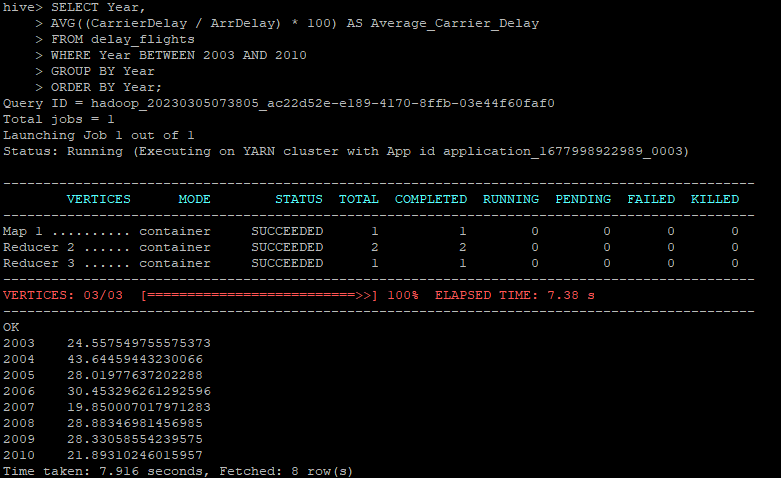 hive> SELECT Year,
    > AVG((CarrierDelay / ArrDelay) * 100) AS Average_Carrier_Delay
    > FROM delay_flights
    > WHERE Year BETWEEN 2003 AND 2010
    > GROUP BY Year
    > ORDER BY Year;
Query ID = hadoop_20230305073805_ac22d52e-e189-4170-8ffb-03e44f60faf0
Total jobs = 1
Launching Job 1 out of 1
Status: Running (Executing on YARN cluster with App id application_1677998922989_0003)
----------------------------------------------------------------------------------------------
        VERTICES      MODE        STATUS  TOTAL  COMPLETED  RUNNING  PENDING  FAILED  KILLED
----------------------------------------------------------------------------------------------
Map 1 .......... container     SUCCEEDED      1          1        0        0       0       0
Reducer 2 ...... container     SUCCEEDED      2          2        0        0       0       0
Reducer 3 ...... container     SUCCEEDED      1          1        0        0       0       0
----------------------------------------------------------------------------------------------
VERTICES: 03/03  [==========================>>] 100%  ELAPSED TIME: 7.38 s
----------------------------------------------------------------------------------------------
OK
2003    24.557549755575373
2004    43.64459443230066
2005    28.01977637202288
2006    30.453296261292596
2007    19.850007017971283
2008    28.88346981456985
2009    28.33058554239575
2010    21.89310246015957
Time taken: 7.916 seconds, Fetched: 8 row(s)